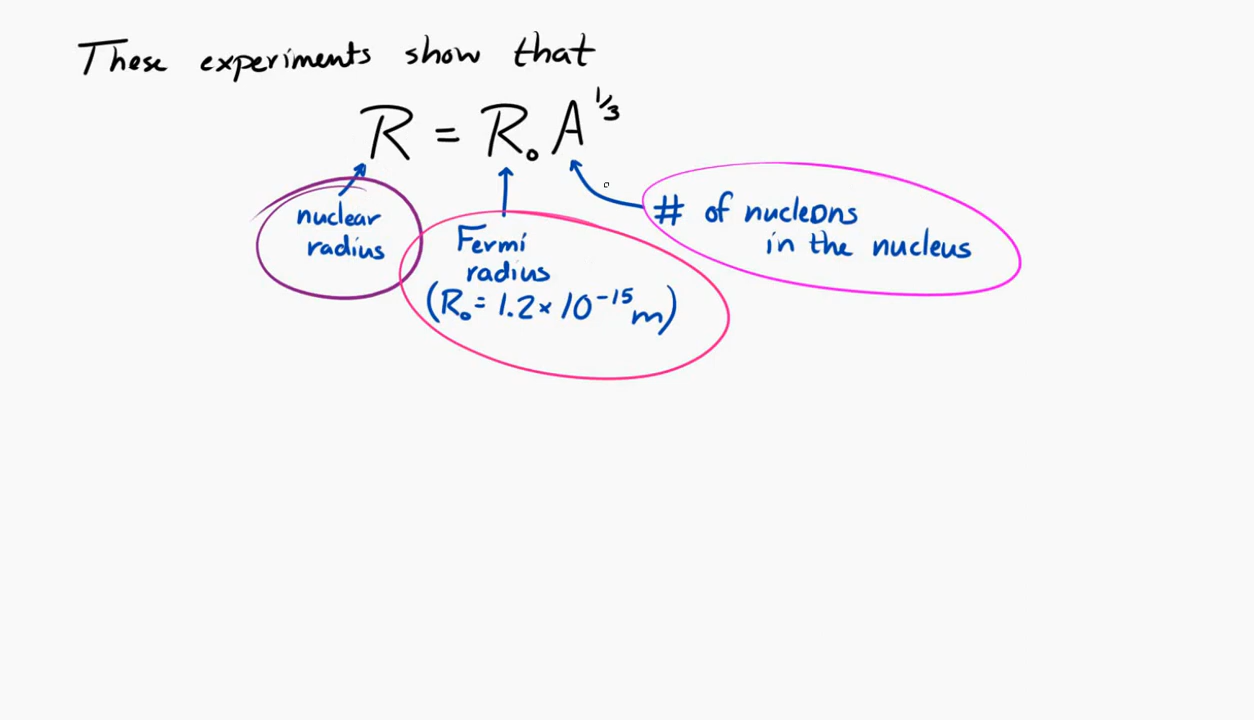 These experiments show that
R = R₀ A^1/3
nuclear
radius
Fermi
radius
(R₀ = 1.2 × 10⁻¹⁵ m)
# of nucleons
in the nucleus